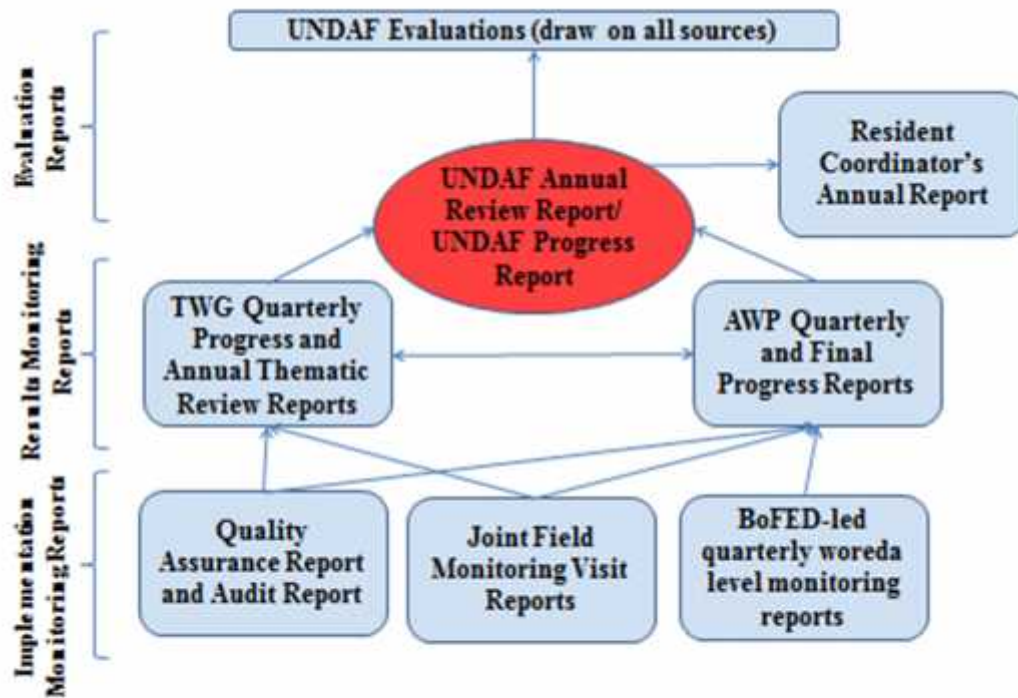 UNDAF Evaluations (draw on all sources)
Evaluation
Reports
Resident
Coordinator's
Annual Report
UNDAF Annual
Review Report/
UNDAF Progress
Report
Results Monitoring
Reports
TWG Quarterly
Progress and
Annual Thematic
Review Reports
AWP Quarterly
and Final
Progress Reports
Implementation
Monitoring Reports
Quality
Assurance Report
and Audit Report
Joint Field
Monitoring Visit
Reports
BoFED-led
quarterly woreda
level monitoring
reports